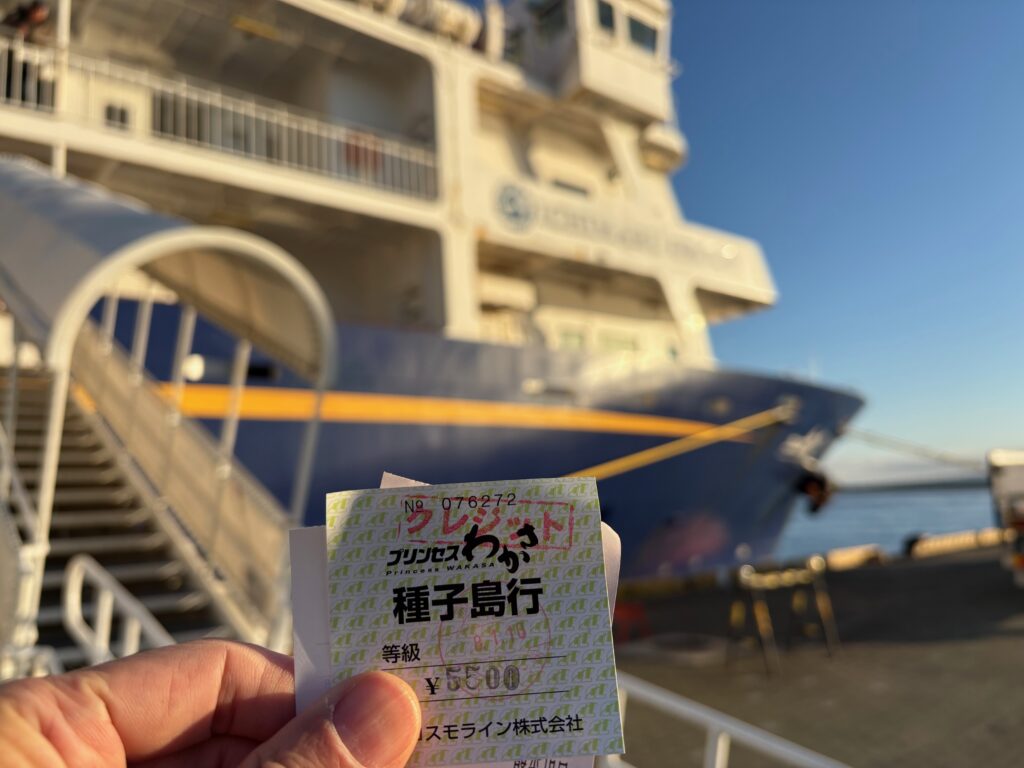 № 076272
クレジット
プリンセスわかさ
Princess WAKASA
種子島行
等級
¥5500
スモライン株式会社